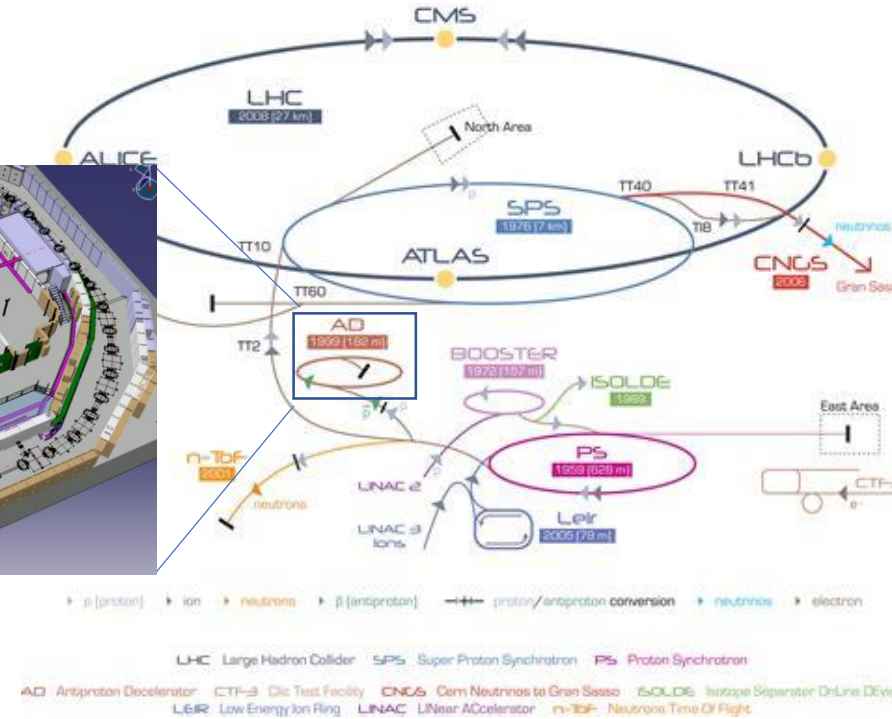 CMS
LHC
2008 (27 km)
North Area
ALICE
LHCb
TT40
TT41
SPS
1976 (7 km)
TI8
neutrinos
TT10
ATLAS
CNGS
2006
Gran Sass
TT60
AD
1999 (182 m)
TT2
BOOSTER
1972 (157 m)
ISOLDE
1989
East Area
n-ToF
2001
PS
1959 (628 m)
LINAC 2
neutrons
CTF-3
e-
LINAC 3
Ions
Leir
2005 (78 m)
p (proton) ion neutrons p̄ (antiproton) proton/antiproton conversion neutrinos electron
LHC Large Hadron Collider SPS Super Proton Synchrotron PS Proton Synchrotron
AD Antiproton Decelerator CTF-3 Clic Test Facility CNGS Cern Neutrinos to Gran Sasso ISOLDE Isotope Separator OnLine DEvi
LEIR Low Energy Ion Ring LINAC LINear ACcelerator n-ToF Neutrons Time Of Flight